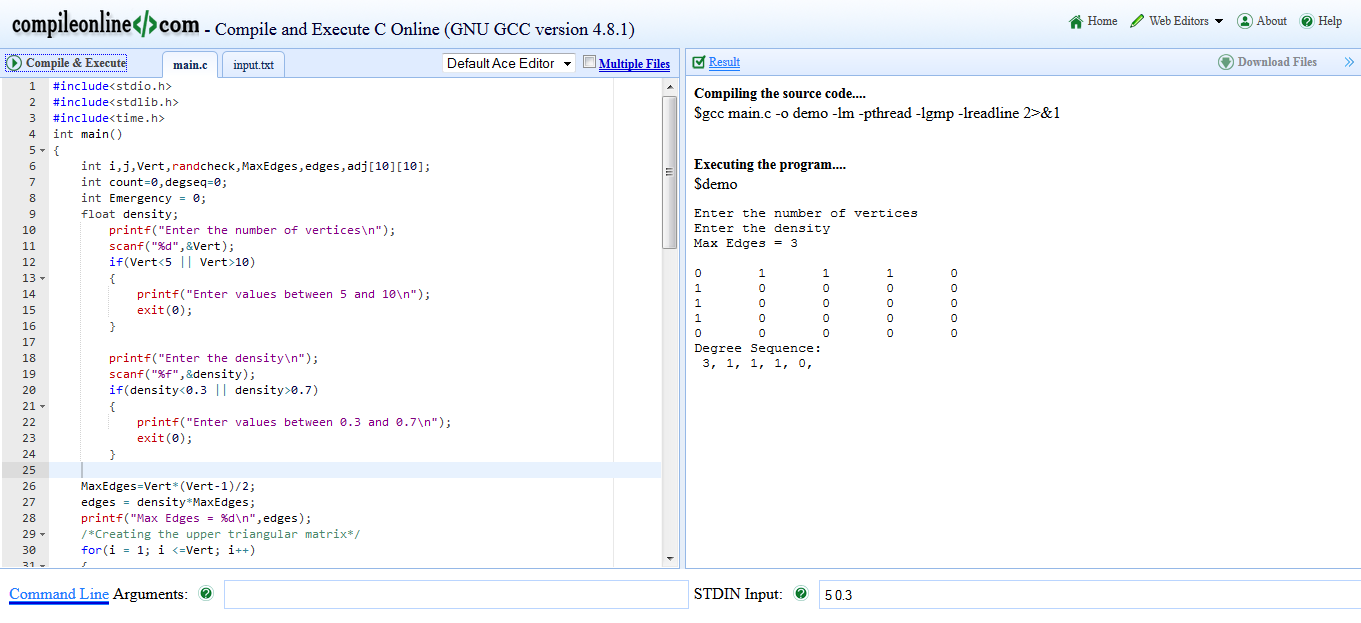 compileonline</>com - Compile and Execute C Online (GNU GCC version 4.8.1)
Home Web Editors About Help
Compile & Execute main.c input.txt Default Ace Editor Multiple Files
1 #include<stdio.h>
2 #include<stdlib.h>
3 #include<time.h>
4 int main()
5 {
6 int i,j,Vert,randcheck,MaxEdges,edges,adj[10][10];
7 int count=0,degseq=0;
8 int Emergency = 0;
9 float density;
10 printf("Enter the number of vertices\n");
11 scanf("%d",&Vert);
12 if(Vert<5 || Vert>10)
13 {
14 printf("Enter values between 5 and 10\n");
15 exit(0);
16 }
17
18 printf("Enter the density\n");
19 scanf("%f",&density);
20 if(density<0.3 || density>0.7)
21 {
22 printf("Enter values between 0.3 and 0.7\n");
23 exit(0);
24 }
25
26 MaxEdges=Vert*(Vert-1)/2;
27 edges = density*MaxEdges;
28 printf("Max Edges = %d\n",edges);
29 /*Creating the upper triangular matrix*/
30 for(i = 1; i <=Vert; i++)
31 {
Result Download Files »
Compiling the source code....
$gcc main.c -o demo -lm -pthread -lgmp -lreadline 2>&1
Executing the program....
$demo
Enter the number of vertices
Enter the density
Max Edges = 3
0 1 1 1 0
1 0 0 0 0
1 0 0 0 0
1 0 0 0 0
0 0 0 0 0
Degree Sequence:
3, 1, 1, 1, 0,
Command Line Arguments: ?
STDIN Input: ? 5 0.3